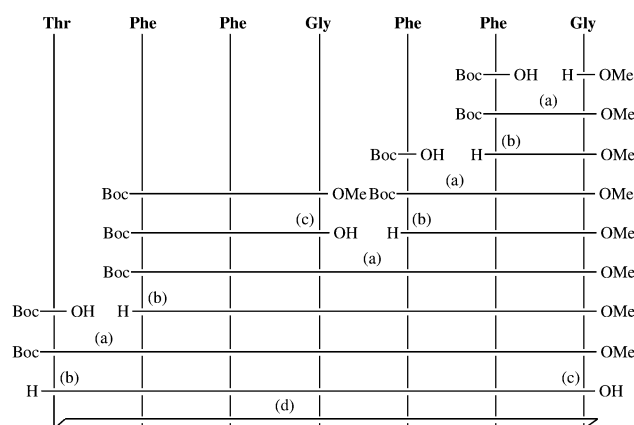 Thr Phe Phe Gly Phe Phe Gly
Boc OH H OMe
(a)
Boc OMe
(b)
Boc OH H OMe
(a)
Boc OMe Boc OMe
(c) (b)
Boc OH H OMe
(a)
Boc OMe
(b)
Boc OH H OMe
(a)
Boc OMe
(b) (c)
H OH
(d)